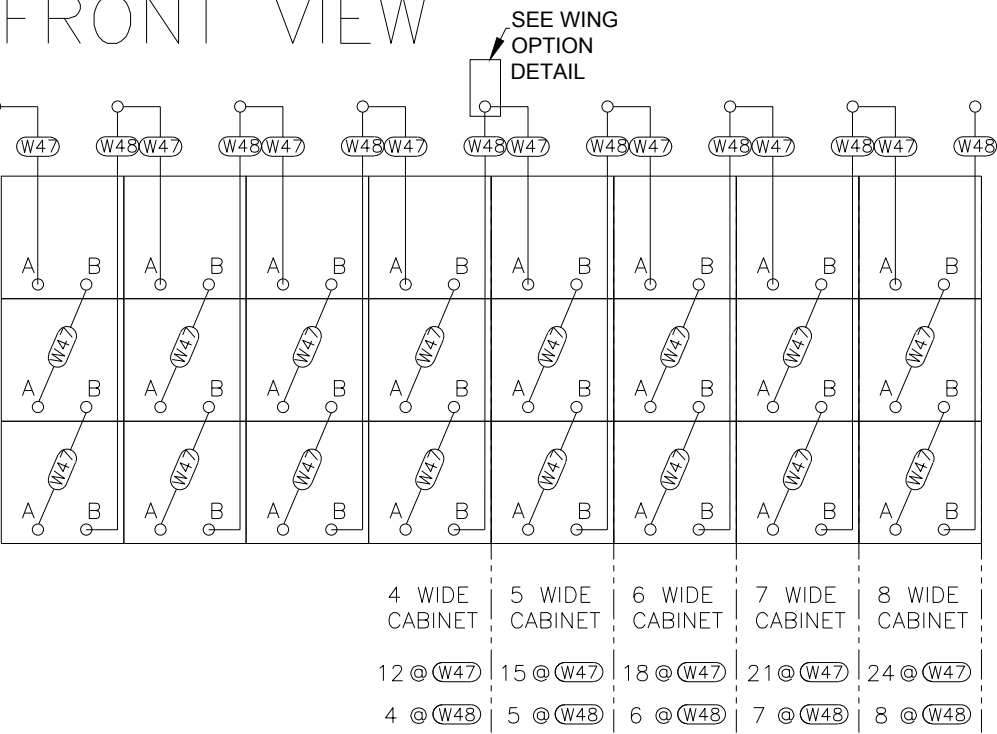 FRONT VIEW
SEE WING
OPTION
DETAIL
W47 W48 W47 W48 W47 W48 W47 W48 W47 W48 W47 W48 W47 W48 W47 W48
A B A B A B A B A B A B A B A B
W47 W47 W47 W47 W47 W47 W47 W47
A B A B A B A B A B A B A B A B
W47 W47 W47 W47 W47 W47 W47 W47
A B A B A B A B A B A B A B A B
4 WIDE 5 WIDE 6 WIDE 7 WIDE 8 WIDE
CABINET CABINET CABINET CABINET CABINET
12 @ W47 15 @ W47 18 @ W47 21 @ W47 24 @ W47
4 @ W48 5 @ W48 6 @ W48 7 @ W48 8 @ W48